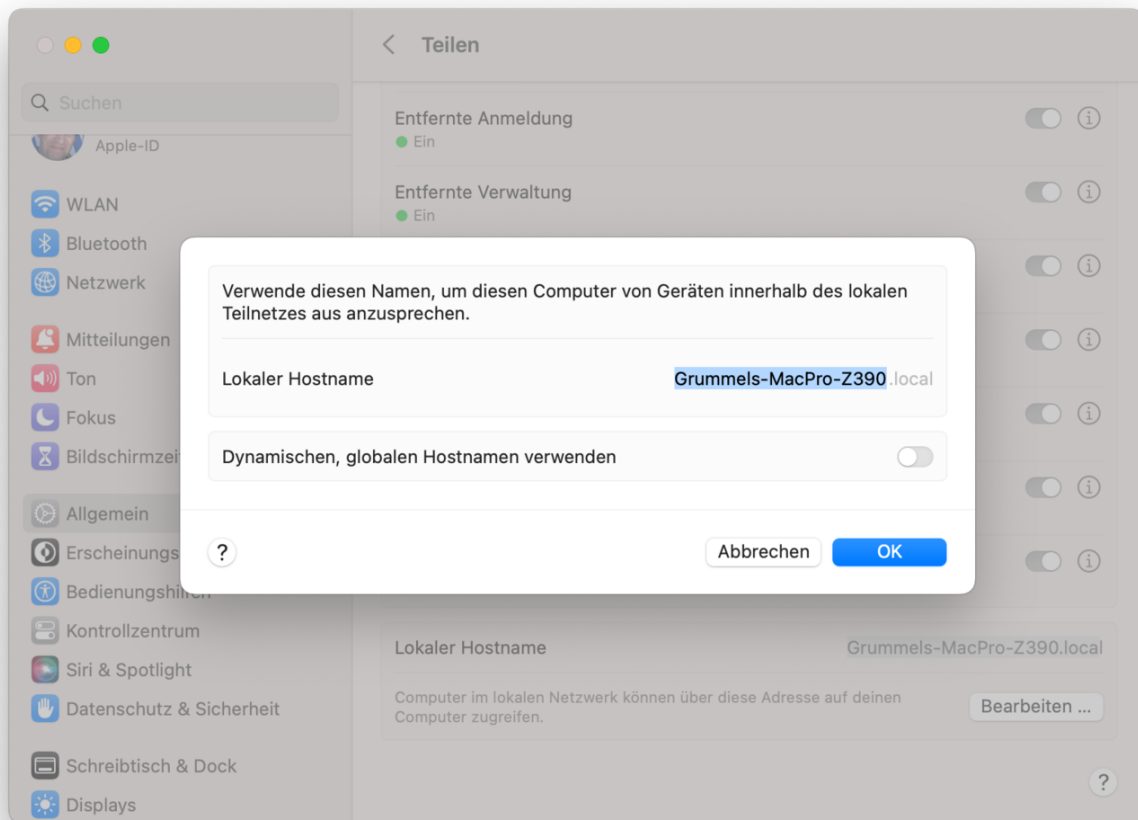 Teilen
Suchen
Apple-ID
WLAN
Bluetooth
Netzwerk
Mitteilungen
Ton
Fokus
Bildschirmzei
Allgemein
Erscheinungs
Bedienungshilfen
Kontrollzentrum
Siri & Spotlight
Datenschutz & Sicherheit
Schreibtisch & Dock
Displays
Entfernte Anmeldung
Ein
Entfernte Verwaltung
Ein
Verwende diesen Namen, um diesen Computer von Geräten innerhalb des lokalen
Teilnetzes aus anzusprechen.
Lokaler Hostname Grummels-MacPro-Z390.local
Dynamischen, globalen Hostnamen verwenden
? Abbrechen OK
Lokaler Hostname Grummels-MacPro-Z390.local
Computer im lokalen Netzwerk können über diese Adresse auf deinen
Computer zugreifen.
Bearbeiten ...
?